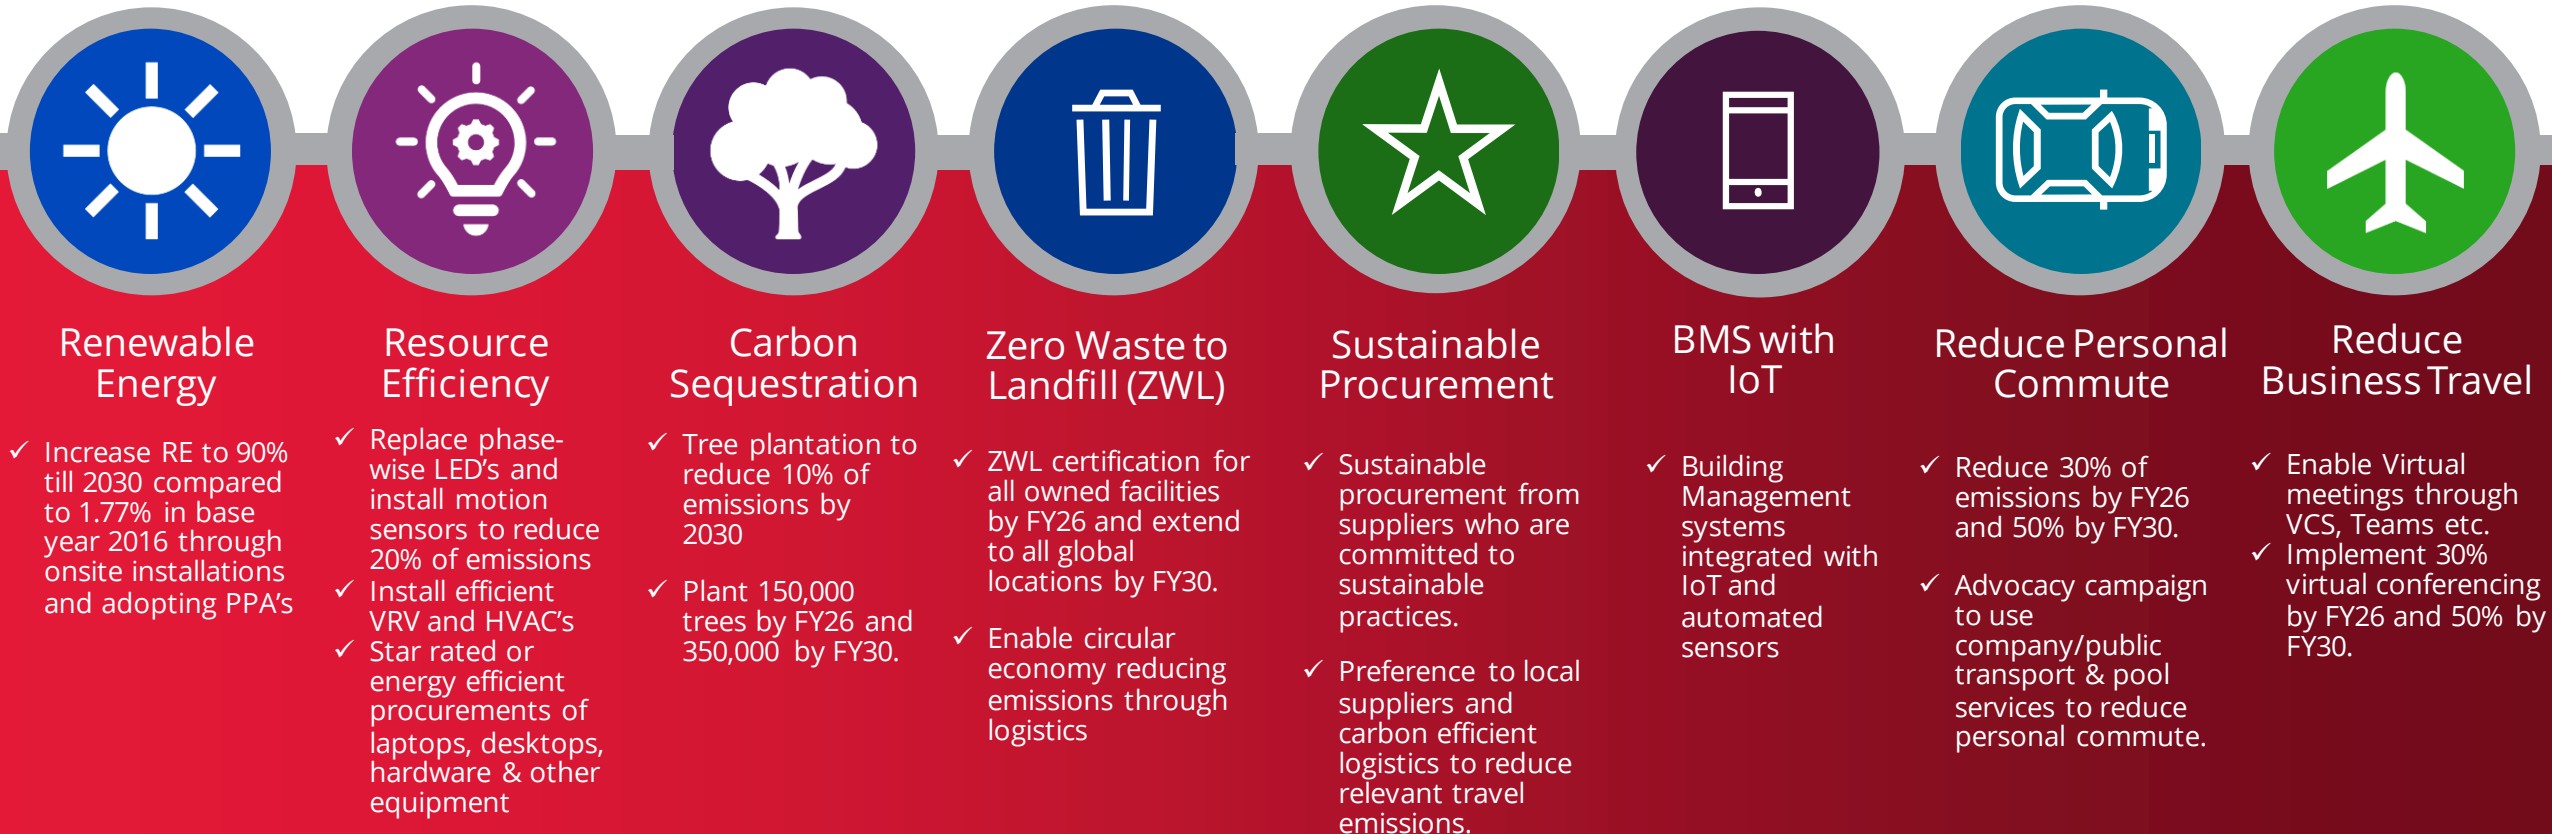 Renewable
Energy
✓ Increase RE to 90%
till 2030 compared
to 1.77% in base
year 2016 through
onsite installations
and adopting PPA’s
Resource
Efficiency
✓ Replace phase-
wise LED’s and
install motion
sensors to reduce
20% of emissions
✓ Install efficient
VRV and HVAC’s
✓ Star rated or
energy efficient
procurements of
laptops, desktops,
hardware & other
equipment
Carbon
Sequestration
✓ Tree plantation to
reduce 10% of
emissions by
2030
✓ Plant 150,000
trees by FY26 and
350,000 by FY30.
Zero Waste to
Landfill (ZWL)
✓ ZWL certification for
all owned facilities
by FY26 and extend
to all global
locations by FY30.
✓ Enable circular
economy reducing
emissions through
logistics
Sustainable
Procurement
✓ Sustainable
procurement from
suppliers who are
committed to
sustainable
practices.
✓ Preference to local
suppliers and
carbon efficient
logistics to reduce
relevant travel
emissions.
BMS with
IoT
✓ Building
Management
systems
integrated with
IoT and
automated
sensors
Reduce Personal
Commute
✓ Reduce 30% of
emissions by FY26
and 50% by FY30.
✓ Advocacy campaign
to use
company/public
transport & pool
services to reduce
personal commute.
Reduce
Business Travel
✓ Enable Virtual
meetings through
VCS, Teams etc.
✓ Implement 30%
virtual conferencing
by FY26 and 50% by
FY30.